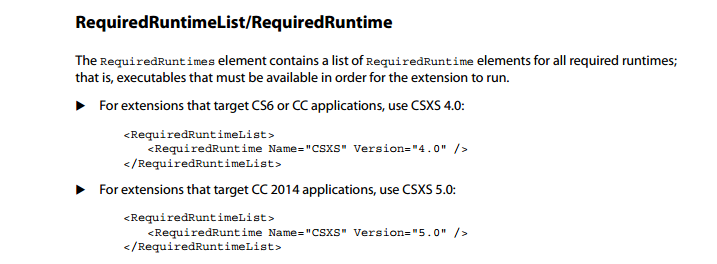 RequiredRuntimeList/RequiredRuntime
The RequiredRuntimes element contains a list of RequiredRuntime elements for all required runtimes;
that is, executables that must be available in order for the extension to run.
► For extensions that target CS6 or CC applications, use CSXS 4.0:
<RequiredRuntimeList>
<RequiredRuntime Name="CSXS" Version="4.0" />
</RequiredRuntimeList>
► For extensions that target CC 2014 applications, use CSXS 5.0:
<RequiredRuntimeList>
<RequiredRuntime Name="CSXS" Version="5.0" />
</RequiredRuntimeList>